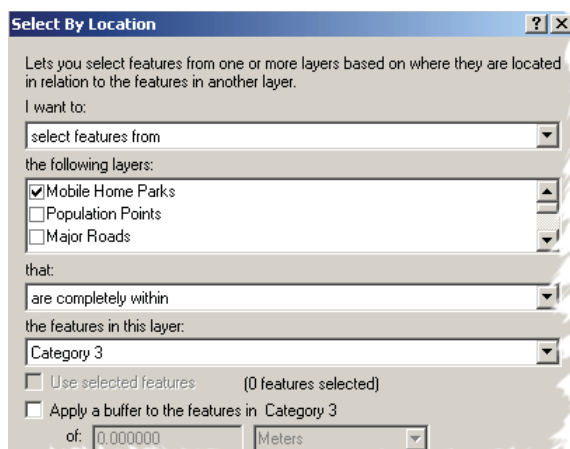 Select By Location
Lets you select features from one or more layers based on where they are located
in relation to the features in another layer.
I want to:
select features from
the following layers:
Mobile Home Parks
Population Points
Major Roads
that:
are completely within
the features in this layer:
Category 3
Use selected features (0 features selected)
Apply a buffer to the features in Category 3
of: 0.000000 Meters